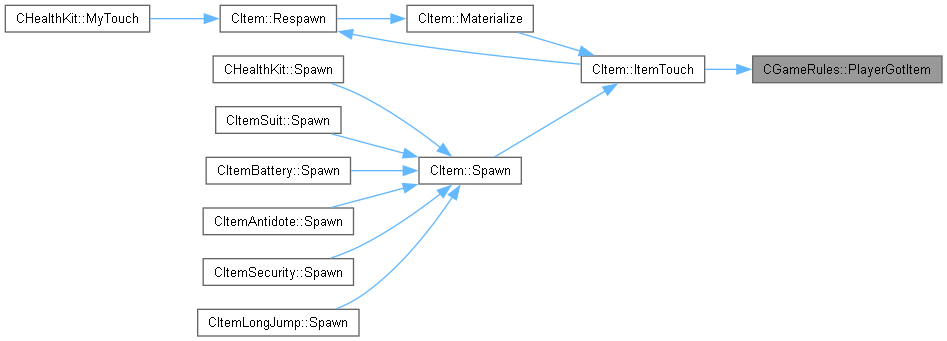 CHealthKit::MyTouch
CItem::Respawn
CItem::Materialize
CHealthKit::Spawn
CItem::ItemTouch
CGameRules::PlayerGotItem
CItemSuit::Spawn
CItemBattery::Spawn
CItem::Spawn
CItemAntidote::Spawn
CItemSecurity::Spawn
CItemLongJump::Spawn